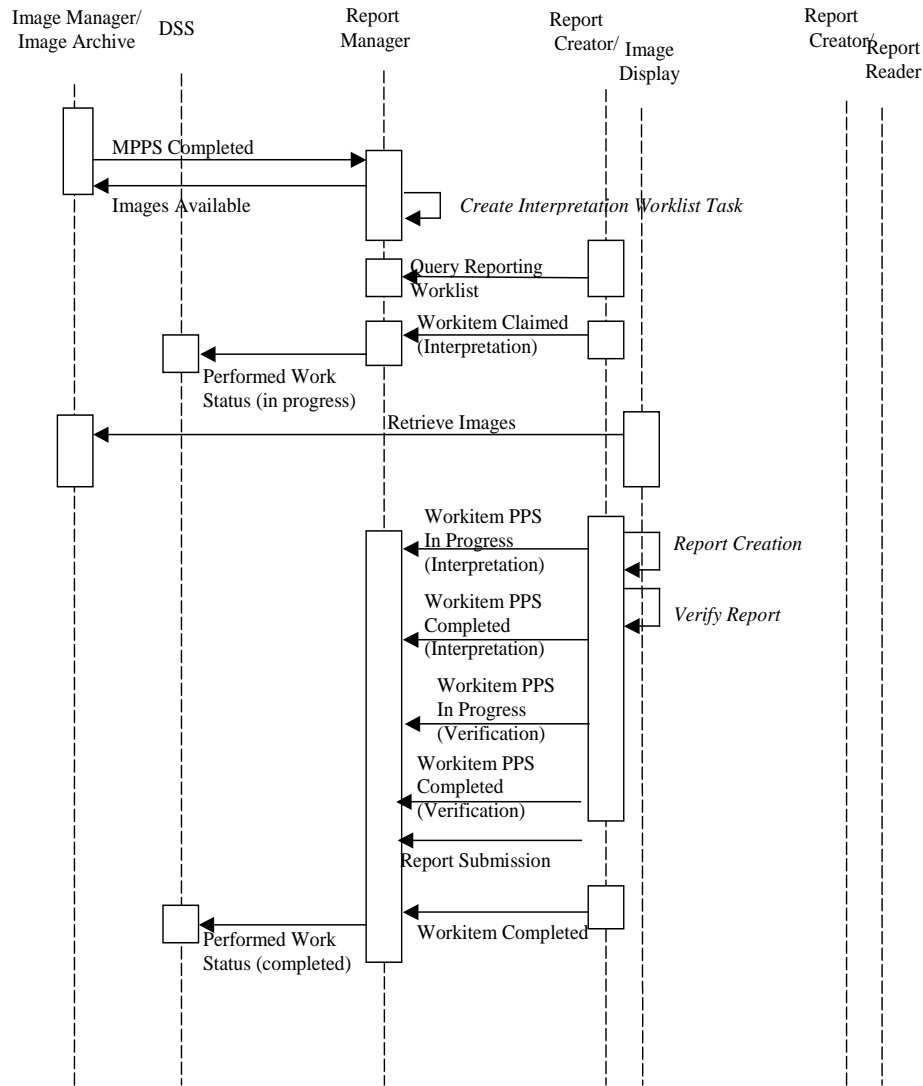 Image Manager/
Image Archive
DSS
Report
Manager
Report
Creator/
Image
Display
Report
Creator/
Report
Reader
MPPS Completed
Images Available
Create Interpretation Worklist Task
Query Reporting
Worklist
Workitem Claimed
(Interpretation)
Performed Work
Status (in progress)
Retrieve Images
Workitem PPS
In Progress
(Interpretation)
Report Creation
Workitem PPS
Completed
(Interpretation)
Verify Report
Workitem PPS
In Progress
(Verification)
Workitem PPS
Completed
(Verification)
Report Submission
Workitem Completed
Performed Work
Status (completed)